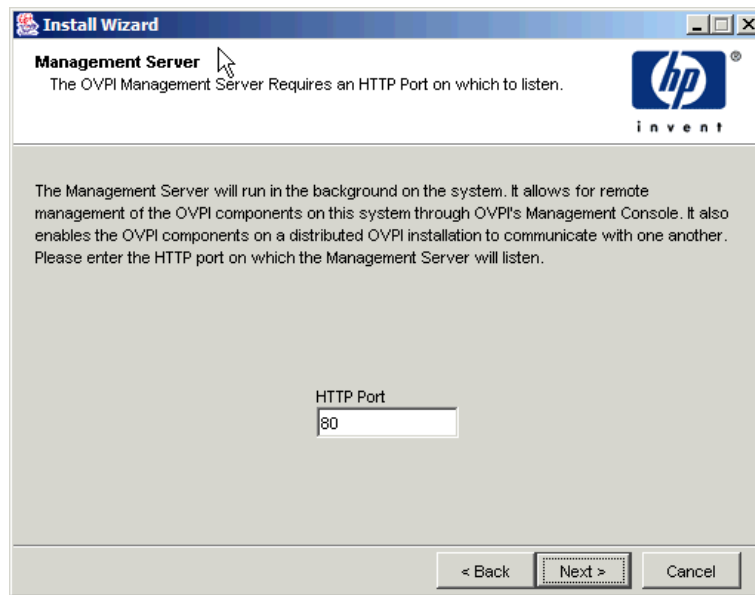 Install Wizard
Management Server
The OVPI Management Server Requires an HTTP Port on which to listen.
hp
®
invent
The Management Server will run in the background on the system. It allows for remote
management of the OVPI components on this system through OVPI's Management Console. It also
enables the OVPI components on a distributed OVPI installation to communicate with one another.
Please enter the HTTP port on which the Management Server will listen.
HTTP Port
80
< Back
Next >
Cancel